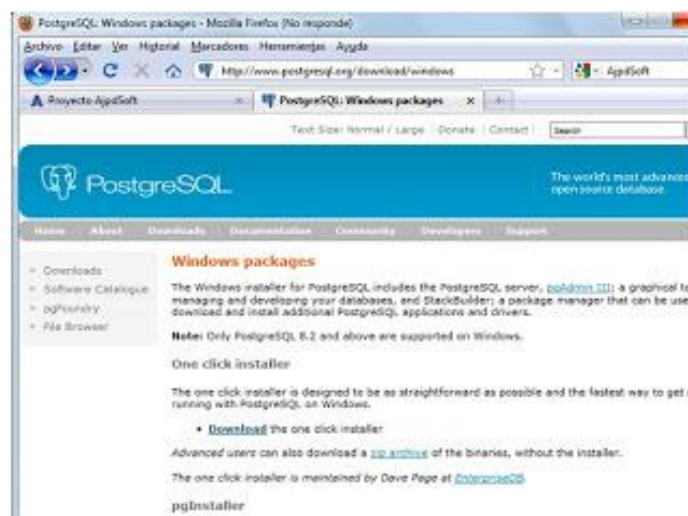 PostgreSQL: Windows packages - Mozilla Firefox (No responde)
Archivo Editar Ver Historial Marcadores Herramientas Ayuda
http://www.postgresql.org/download/windows
AjpdSoft
Proyecto AjpdSoft
PostgreSQL: Windows packages
Text Size: Normal / Large | Donate | Contact
Search
PostgreSQL
The world's most advanced
open source database.
Home About Downloads Documentation Community Developers Support
Downloads
Software Catalogue
pgFoundry
File Browser
Windows packages
The Windows installer for PostgreSQL includes the PostgreSQL server, pgAdmin III; a graphical to
managing and developing your databases, and StackBuilder; a package manager that can be use
download and install additional PostgreSQL applications and drivers.
Note: Only PostgreSQL 8.2 and above are supported on Windows.
One click installer
The one click installer is designed to be as straightforward as possible and the fastest way to get
running with PostgreSQL on Windows.
• Download the one click installer
Advanced users can also download a zip archive of the binaries, without the installer.
The one click installer is maintained by Dave Page at EnterpriseDB.
pgInstaller